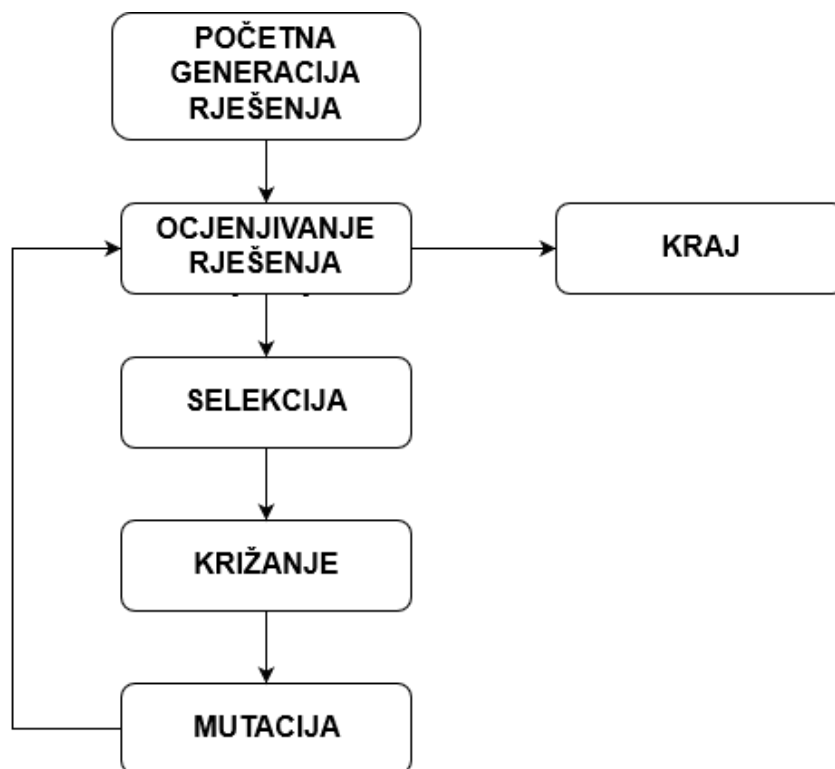 POČETNA
GENERACIJA
RJEŠENJA
OCJENJIVANJE
RJEŠENJA
KRAJ
SELEKCIJA
KRIŽANJE
MUTACIJA